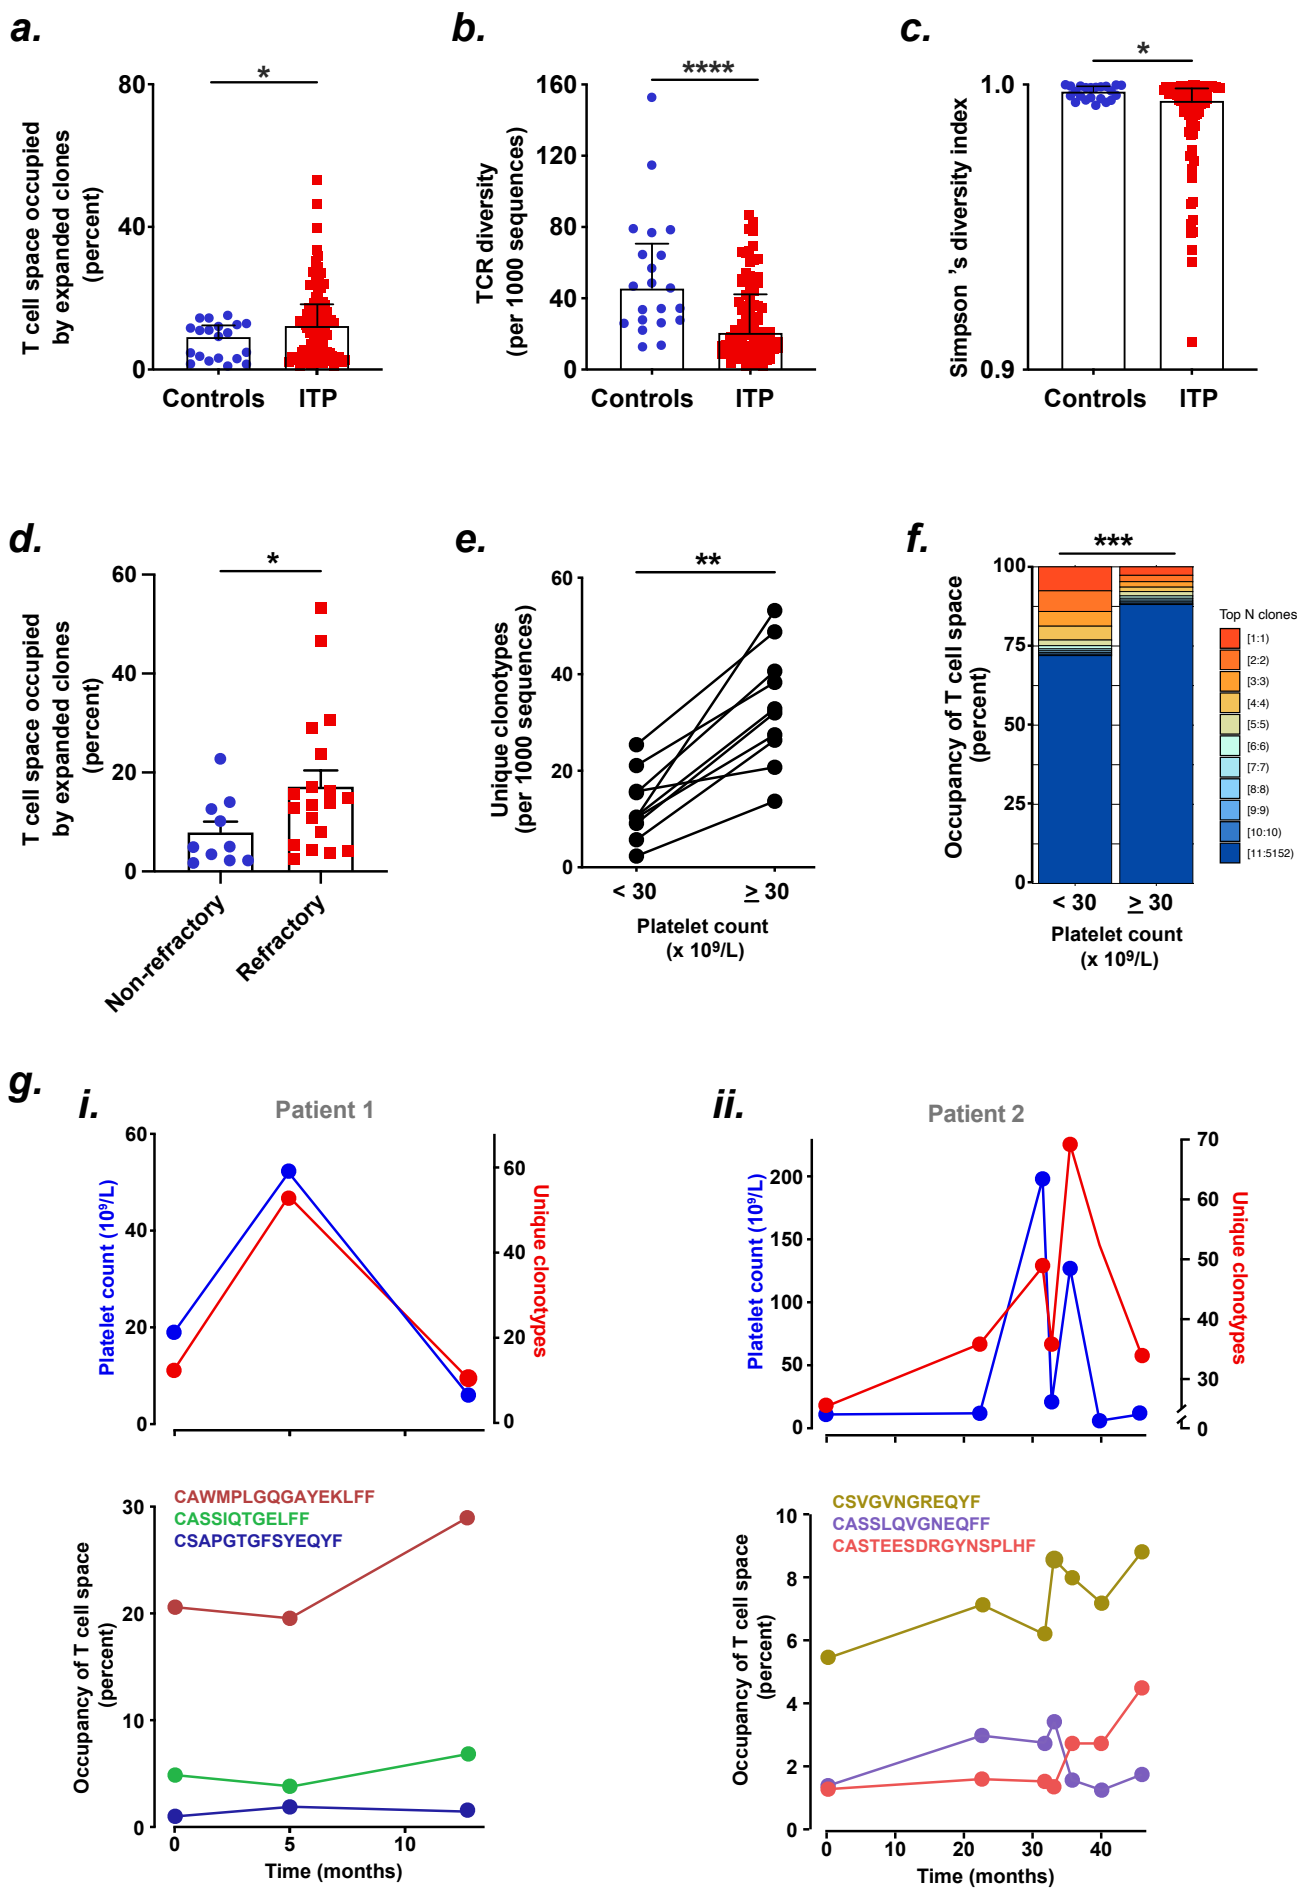 a.
T cell space occupied
by expanded clones
(percent)
80
40
0
*
Controls
ITP
b.
TCR diversity
(per 1000 sequences)
160
120
80
40
0
****
Controls
ITP
c.
Simpson 's diversity index
1.0
0.9
*
Controls
ITP
d.
T cell space occupied
by expanded clones
(percent)
60
40
20
0
*
Non-refractory
Refractory
e.
Unique clonotypes
(per 1000 sequences)
60
40
20
0
**
< 30
≥ 30
Platelet count
(x 10⁹/L)
f.
Occupancy of T cell space
(percent)
100
75
50
25
0
***
< 30
≥ 30
Platelet count
(x 10⁹/L)
Top N clones
[1:1)
[2:2)
[3:3)
[4:4)
[5:5)
[6:6)
[7:7)
[8:8)
[9:9)
[10:10)
[11:5152)
g.
i.
Patient 1
Platelet count (10⁹/L)
60
40
20
0
60
40
20
0
Unique clonotypes
CAWMPLGQGAYEKLFF
CASSIQTGELFF
CSAPGTGFSYEQYF
Occupancy of T cell space
(percent)
30
20
10
0
0
5
10
Time (months)
ii.
Patient 2
Platelet count (10⁹/L)
200
150
100
50
0
70
60
50
40
30
0
Unique clonotypes
CSVGVNGREQYF
CASSLQVGNEQFF
CASTEESDRGYNSPLHF
Occupancy of T cell space
(percent)
10
8
6
4
2
0
0
10
20
30
40
Time (months)